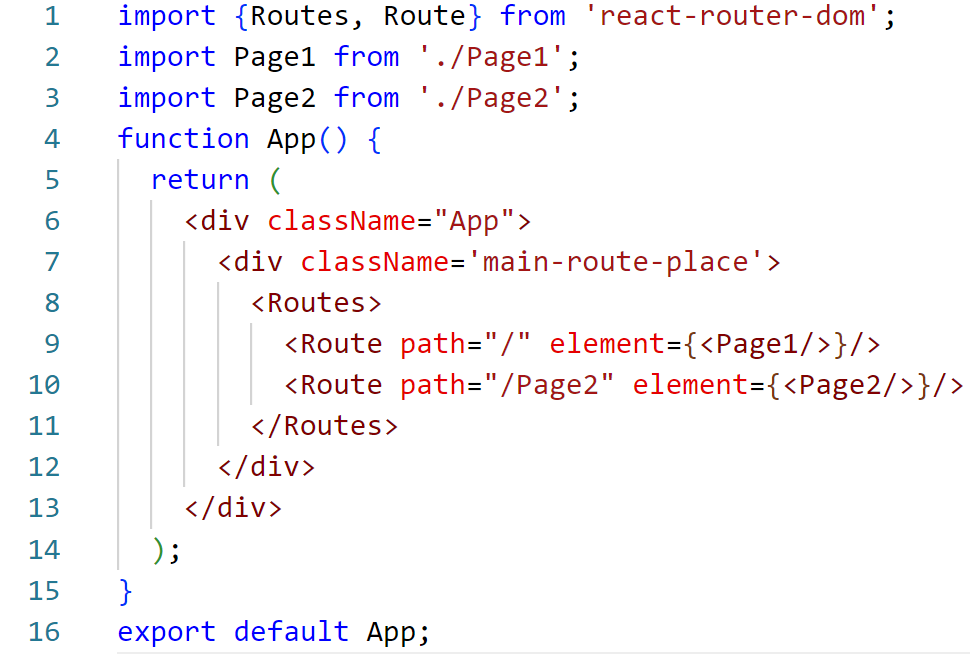 1 import {Routes, Route} from 'react-router-dom';
2 import Page1 from './Page1';
3 import Page2 from './Page2';
4 function App() {
5   return (
6     <div className="App">
7       <div className='main-route-place'>
8         <Routes>
9           <Route path="/" element={<Page1/>}/>
10           <Route path="/Page2" element={<Page2/>}/>
11         </Routes>
12       </div>
13     </div>
14   );
15 }
16 export default App;